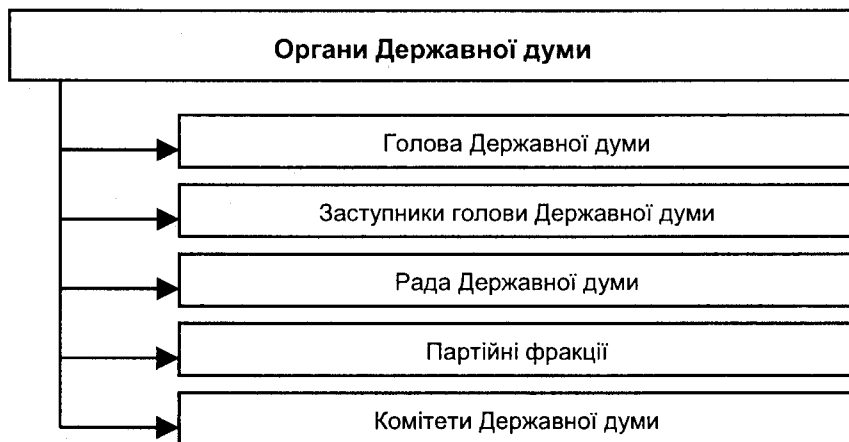 Органи Державної думи
Голова Державної думи
Заступники голови Державної думи
Рада Державної думи
Партійні фракції
Комітети Державної думи